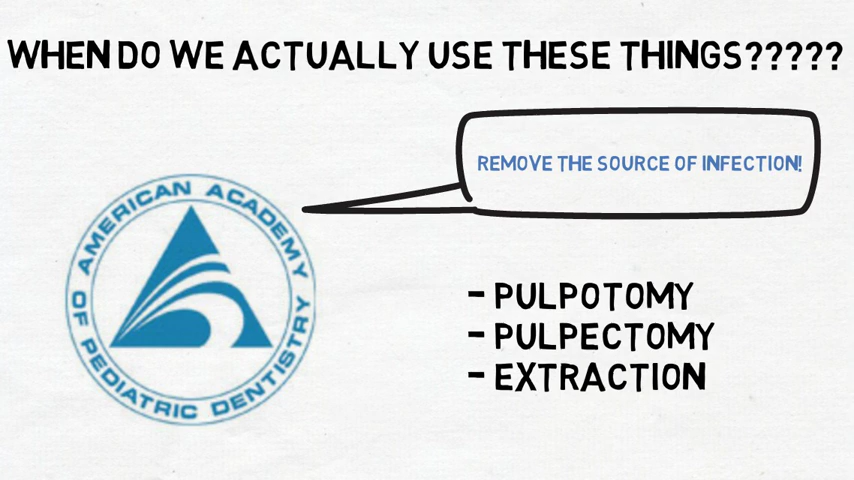 WHEN DO WE ACTUALLY USE THESE THINGS?????
REMOVE THE SOURCE OF INFECTION!
AMERICAN ACADEMY
OF PEDIATRIC DENTISTRY
- PULPOTOMY
- PULPECTOMY
- EXTRACTION